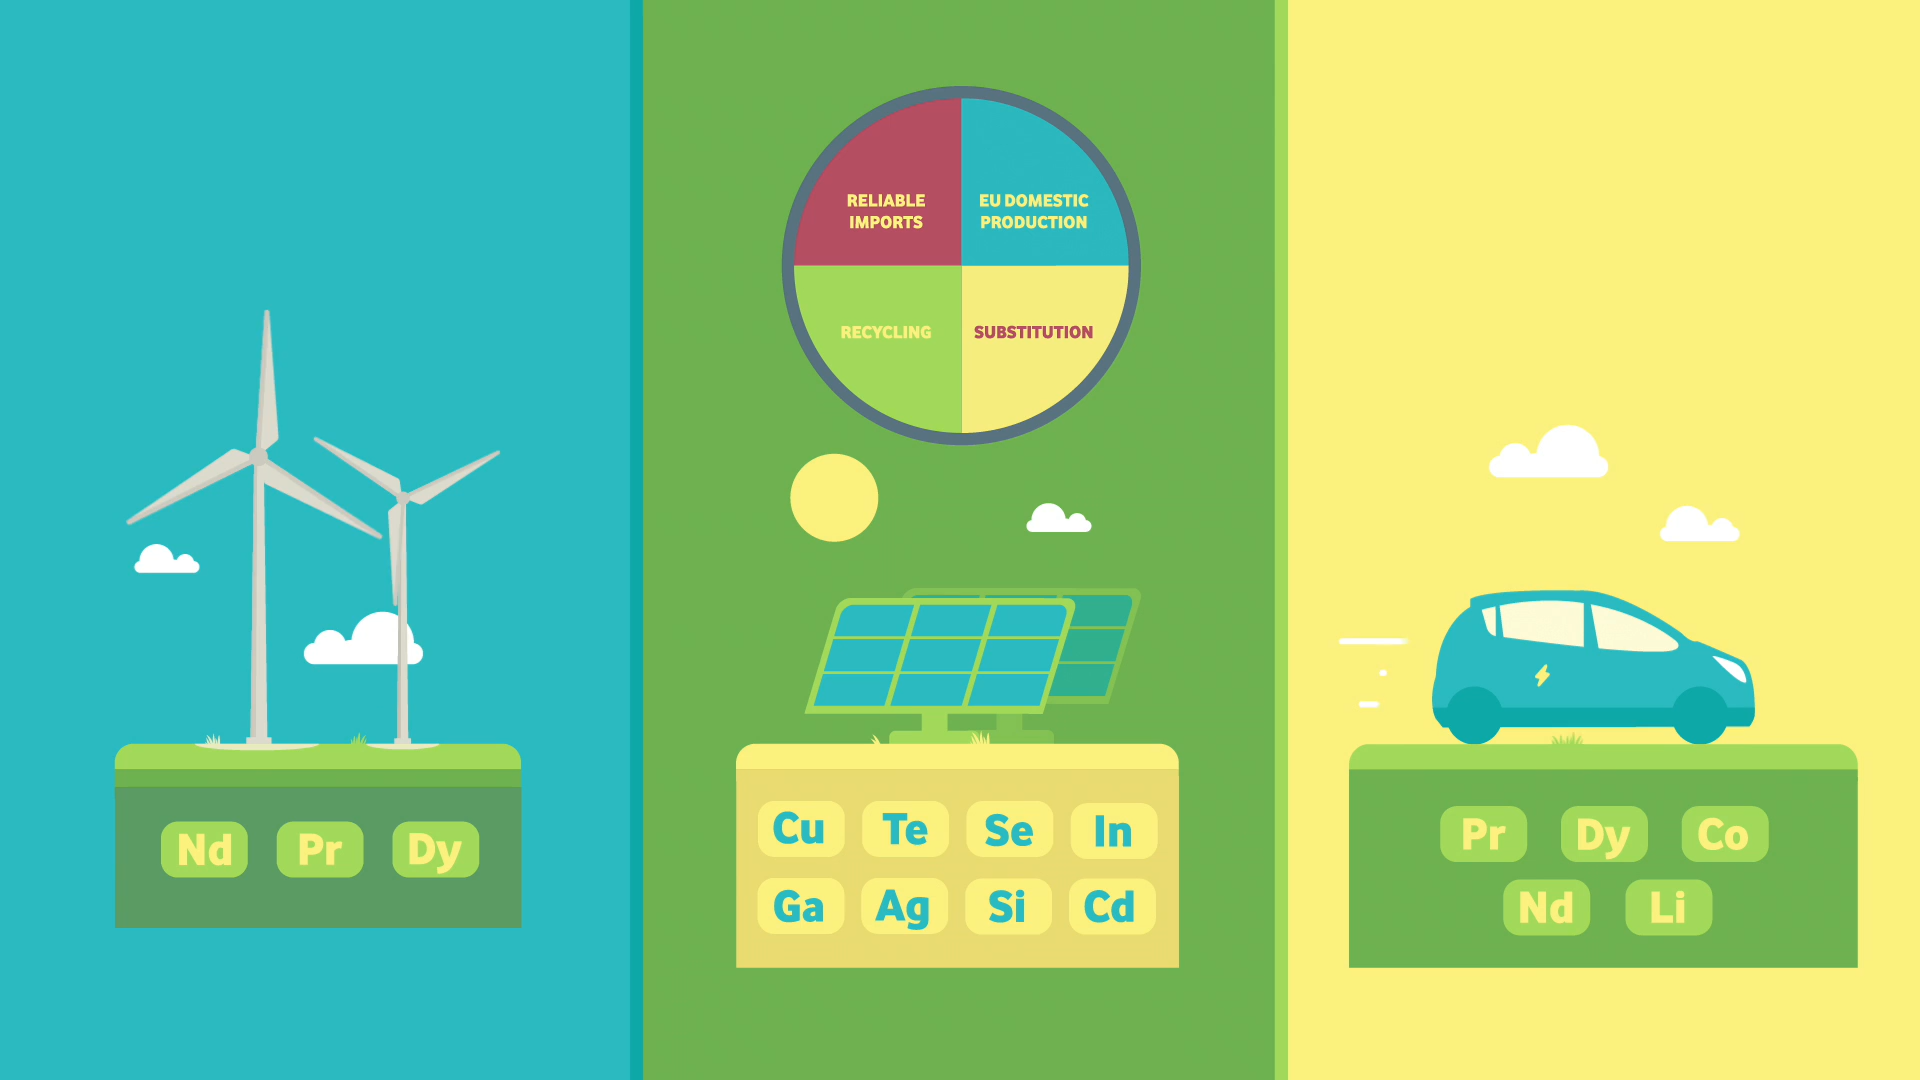 RELIABLE
IMPORTS
EU DOMESTIC
PRODUCTION
RECYCLING
SUBSTITUTION
Nd Pr Dy
Cu Te Se In
Ga Ag Si Cd
Pr Dy Co
Nd Li